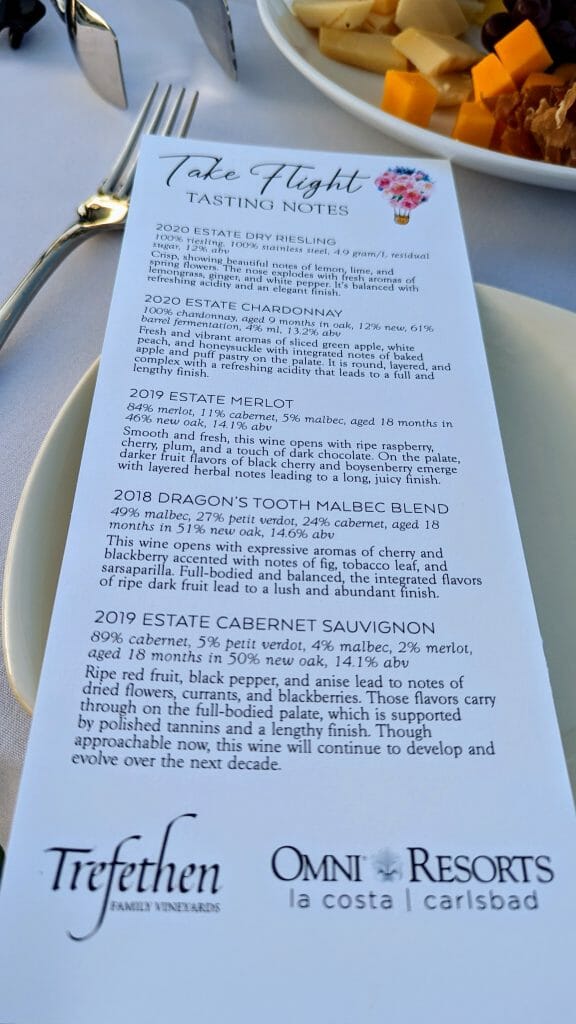 Take Flight
TASTING NOTES
2020 ESTATE DRY RIESLING
100% riesling, 100% stainless steel, 4.9 gram/l, residual
sugar, 12% abv
Crisp, showing beautiful notes of lemon, lime, and
spring flowers. The nose explodes with fresh aromas of
lemongrass, ginger, and white pepper. It's balanced with
refreshing acidity and an elegant finish.
2020 ESTATE CHARDONNAY
100% chardonnay, aged 9 months in oak, 12% new, 61%
barrel fermentation, 4% ml, 13.2% abv
Fresh and vibrant aromas of sliced green apple, white
peach, and honeysuckle with integrated notes of baked
apple and puff pastry on the palate. It is round, layered, and
complex with a refreshing acidity that leads to a full and
lengthy finish.
2019 ESTATE MERLOT
84% merlot, 11% cabernet, 5% malbec, aged 18 months in
46% new oak, 14.1% abv
Smooth and fresh, this wine opens with ripe raspberry,
cherry, plum, and a touch of dark chocolate. On the palate,
darker fruit flavors of black cherry and boysenberry emerge
with layered herbal notes leading to a long, juicy finish.
2018 DRAGON'S TOOTH MALBEC BLEND
49% malbec, 27% petit verdot, 24% cabernet, aged 18
months in 51% new oak, 14.6% abv
This wine opens with expressive aromas of cherry and
blackberry accented with notes of fig, tobacco leaf, and
sarsaparilla. Full-bodied and balanced, the integrated flavors
of ripe dark fruit lead to a lush and abundant finish.
2019 ESTATE CABERNET SAUVIGNON
89% cabernet, 5% petit verdot, 4% malbec, 2% merlot,
aged 18 months in 50% new oak, 14.1% abv
Ripe red fruit, black pepper, and anise lead to notes of
dried flowers, currants, and blackberries. Those flavors carry
through on the full-bodied palate, which is supported
by polished tannins and a lengthy finish. Though
approachable now, this wine will continue to develop and
evolve over the next decade.
Trefethen
FAMILY VINEYARDS
OMNI RESORTS
la costa | carlsbad